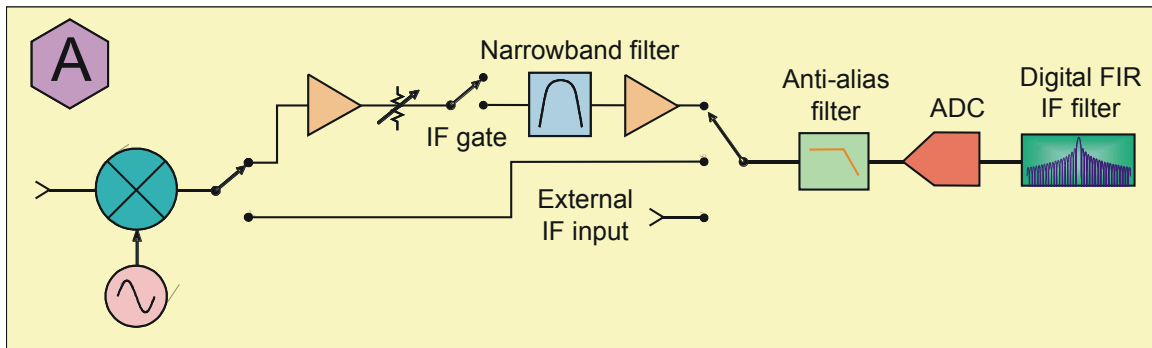 A
Narrowband filter
IF gate
External
IF input
Anti-alias
filter
ADC
Digital FIR
IF filter